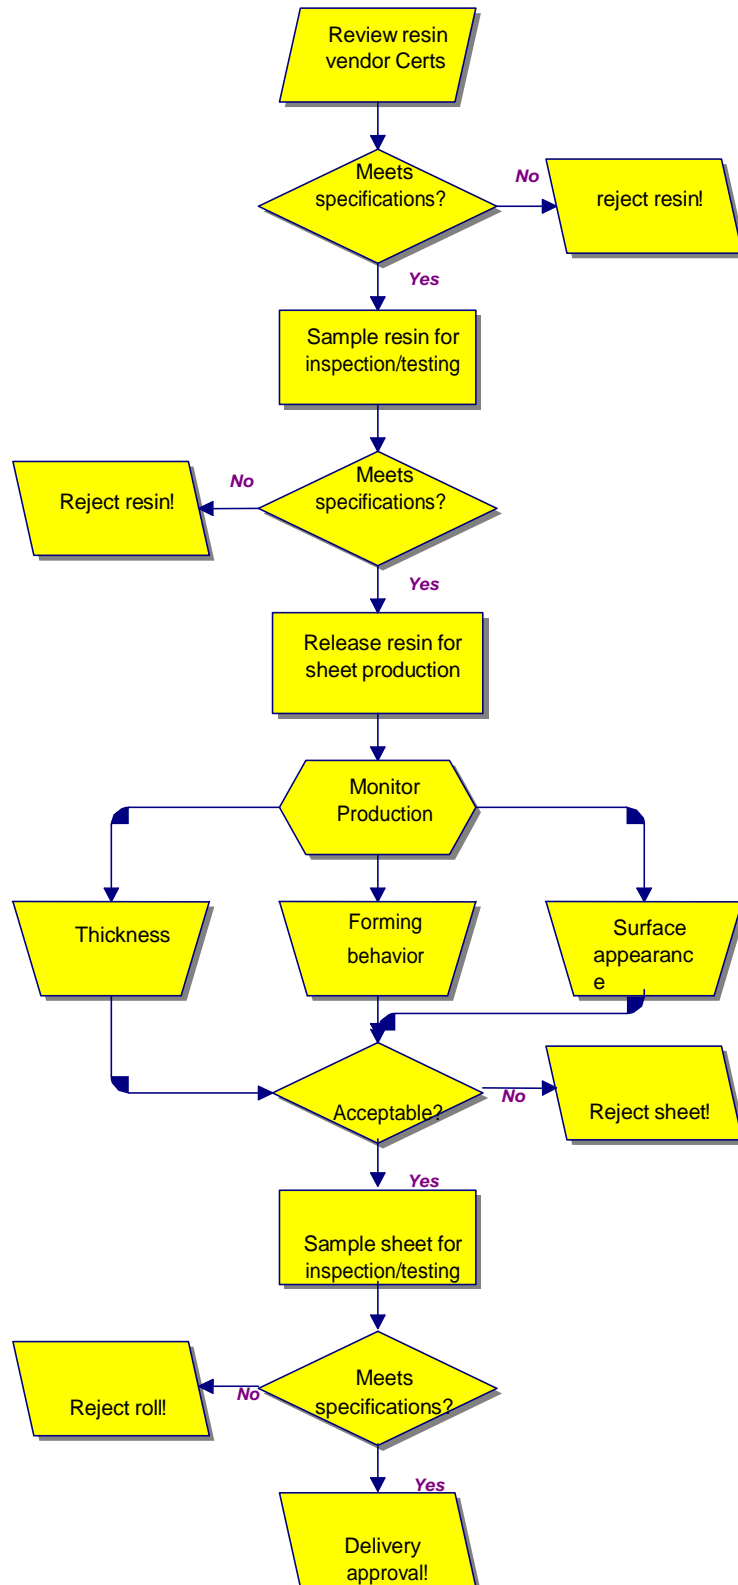 Review resin
vendor Certs
Meets
specifications?
No
reject resin!
Yes
Sample resin for
inspection/testing
Meets
specifications?
No
Reject resin!
Yes
Release resin for
sheet production
Monitor
Production
Thickness
Forming
behavior
Surface
appearanc
e
Acceptable?
No
Reject sheet!
Yes
Sample sheet for
inspection/testing
Meets
specifications?
No
Reject roll!
Yes
Delivery
approval!